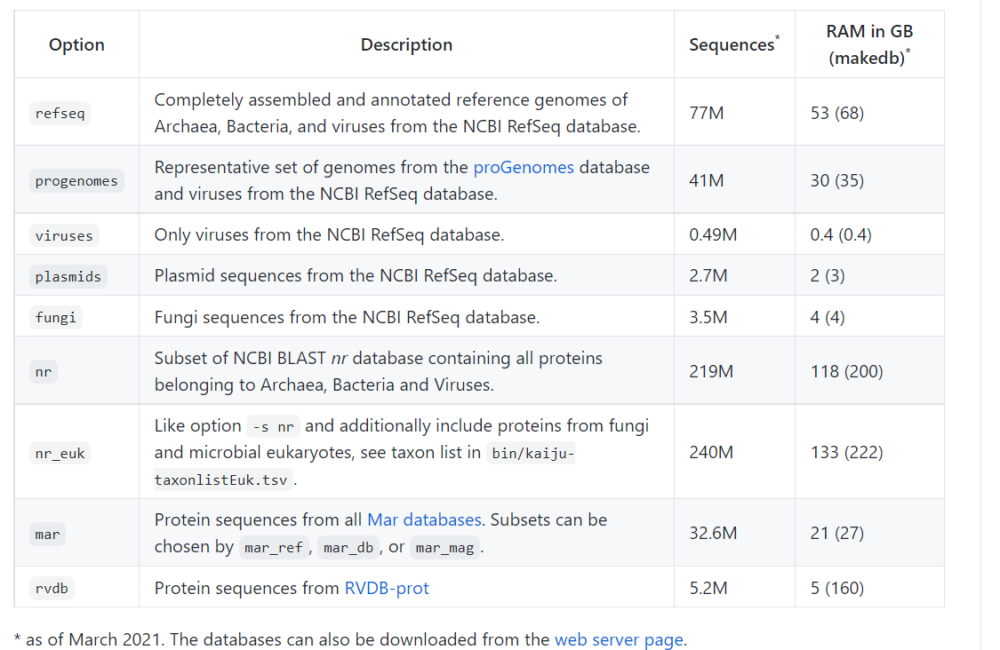 Option Description Sequences* RAM in GB
(makedb)*
refseq Completely assembled and annotated reference genomes of
Archaea, Bacteria, and viruses from the NCBI RefSeq database. 77M 53 (68)
progenomes Representative set of genomes from the proGenomes database
and viruses from the NCBI RefSeq database. 41M 30 (35)
viruses Only viruses from the NCBI RefSeq database. 0.49M 0.4 (0.4)
plasmids Plasmid sequences from the NCBI RefSeq database. 2.7M 2 (3)
fungi Fungi sequences from the NCBI RefSeq database. 3.5M 4 (4)
nr Subset of NCBI BLAST nr database containing all proteins
belonging to Archaea, Bacteria and Viruses. 219M 118 (200)
nr_euk Like option -s nr and additionally include proteins from fungi
and microbial eukaryotes, see taxon list in bin/kaiju-
taxonlistEuk.tsv. 240M 133 (222)
mar Protein sequences from all Mar databases. Subsets can be
chosen by mar_ref, mar_db, or mar_mag. 32.6M 21 (27)
rvdb Protein sequences from RVDB-prot 5.2M 5 (160)
* as of March 2021. The databases can also be downloaded from the web server page.